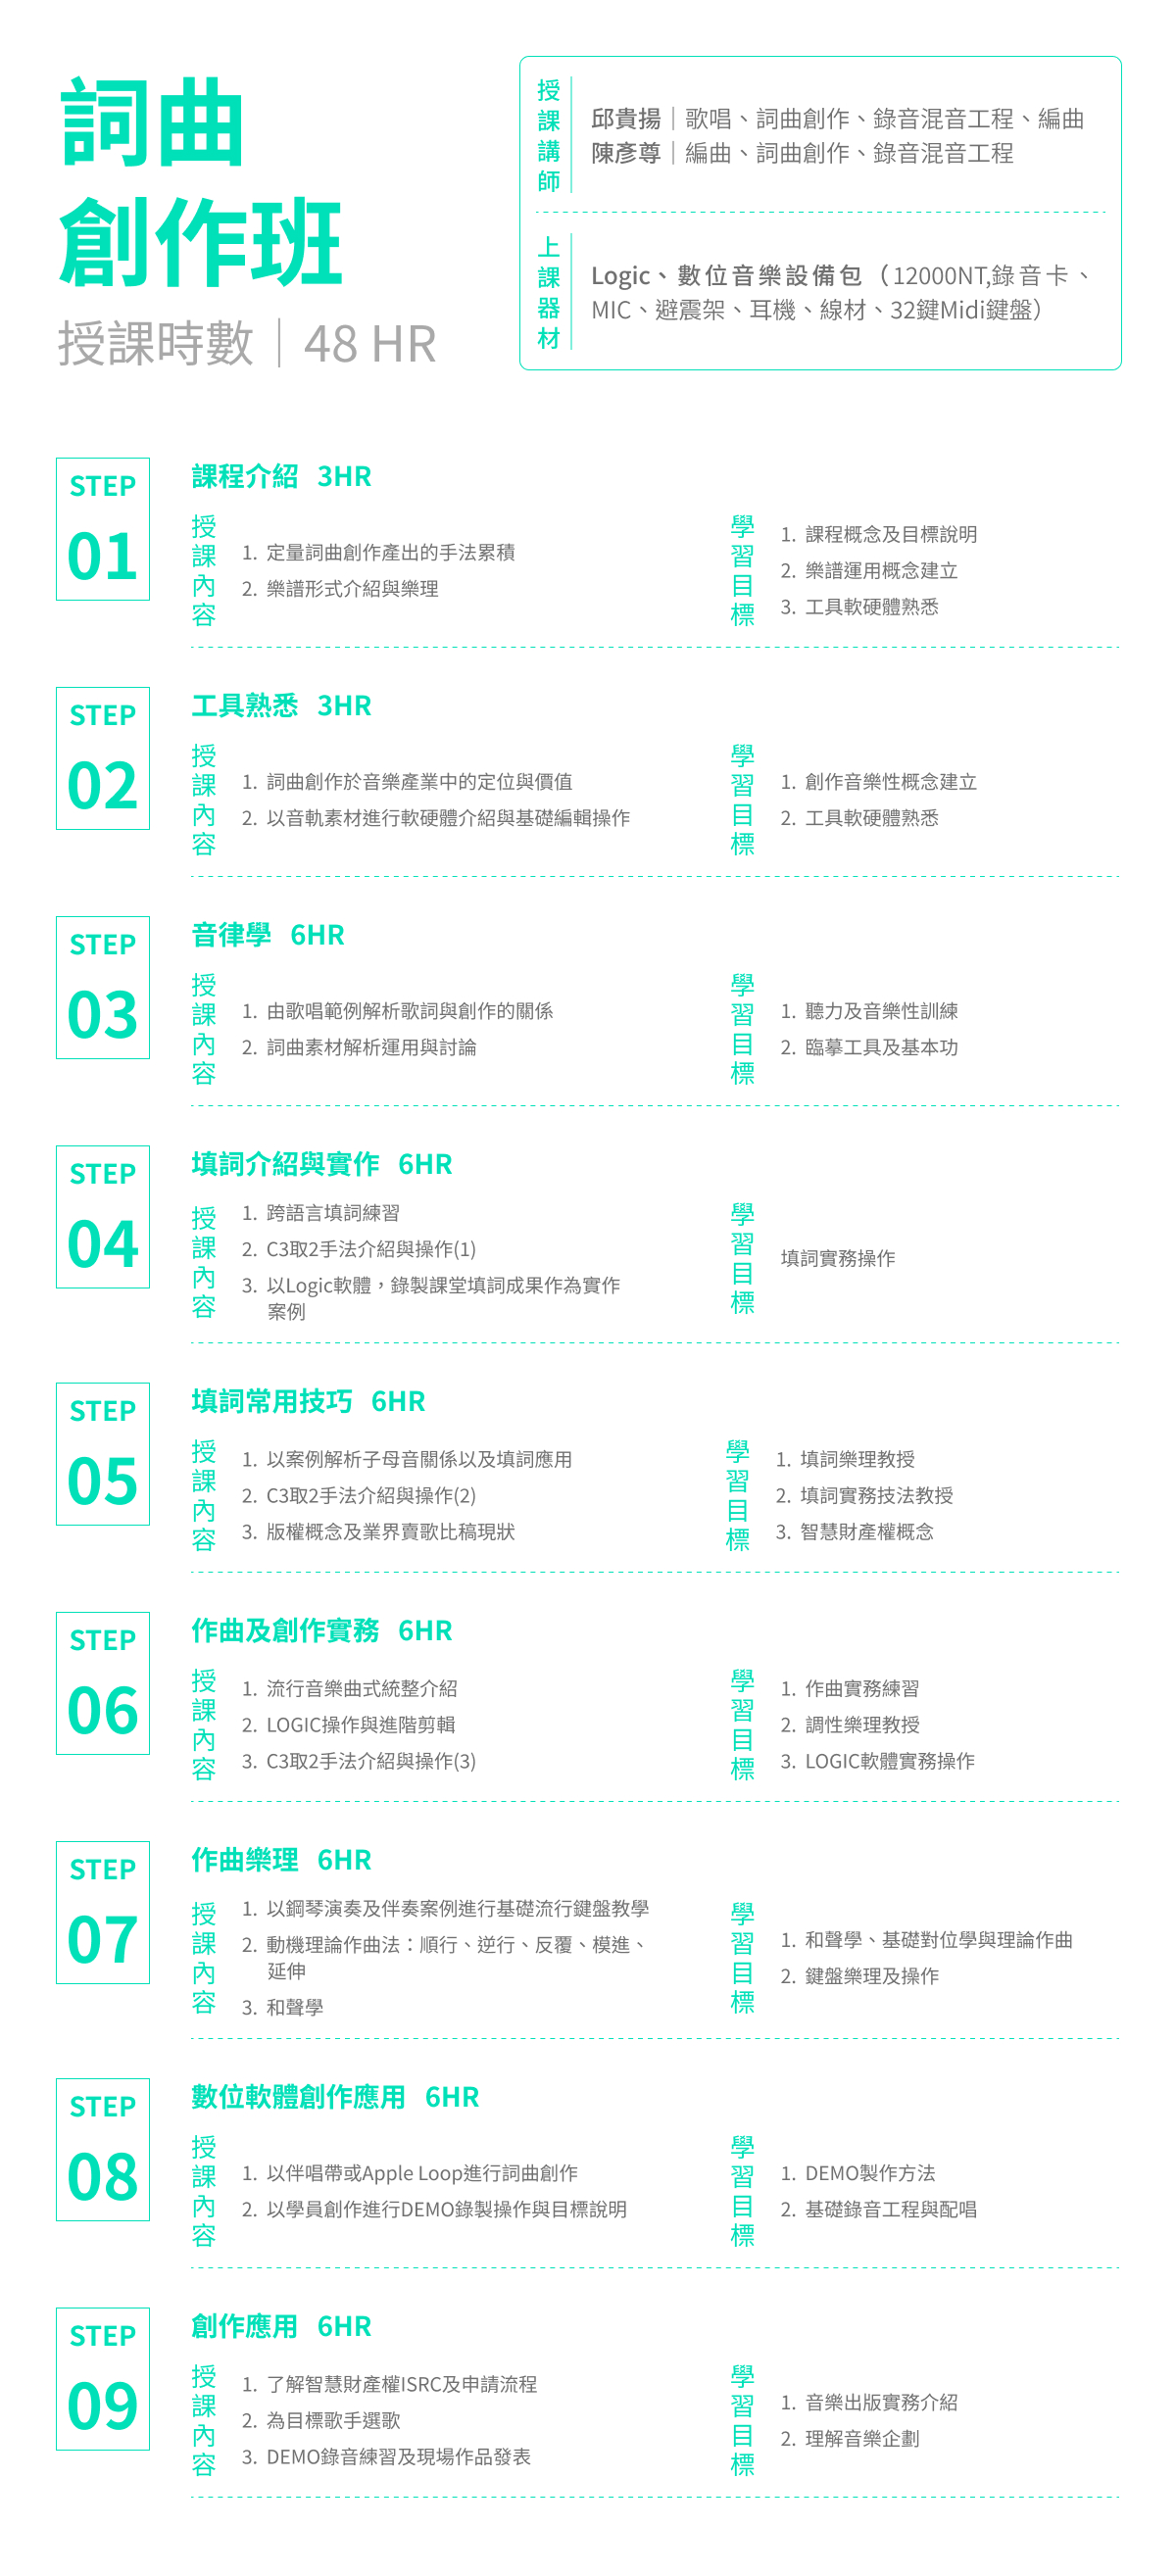 詞曲
創作班
授課時數｜48 HR
授課講師
邱貴揚｜歌唱、詞曲創作、錄音混音工程、編曲
陳彥尊｜編曲、詞曲創作、錄音混音工程
上課器材
Logic、數位音樂設備包（12000NT,錄音卡、
MIC、避震架、耳機、線材、32鍵Midi鍵盤）
STEP
01
課程介紹 3HR
授課內容
1. 定量詞曲創作產出的手法累積
2. 樂譜形式介紹與樂理
學習目標
1. 課程概念及目標說明
2. 樂譜運用概念建立
3. 工具軟硬體熟悉
STEP
02
工具熟悉 3HR
授課內容
1. 詞曲創作於音樂產業中的定位與價值
2. 以音軌素材進行軟硬體介紹與基礎編輯操作
學習目標
1. 創作音樂性概念建立
2. 工具軟硬體熟悉
STEP
03
音律學 6HR
授課內容
1. 由歌唱範例解析歌詞與創作的關係
2. 詞曲素材解析運用與討論
學習目標
1. 聽力及音樂性訓練
2. 臨摹工具及基本功
STEP
04
填詞介紹與實作 6HR
授課內容
1. 跨語言填詞練習
2. C3取2手法介紹與操作(1)
3. 以Logic軟體，錄製課堂填詞成果作為實作
案例
學習目標
填詞實務操作
STEP
05
填詞常用技巧 6HR
授課內容
1. 以案例解析子母音關係以及填詞應用
2. C3取2手法介紹與操作(2)
3. 版權概念及業界賣歌比稿現狀
學習目標
1. 填詞樂理教授
2. 填詞實務技法教授
3. 智慧財產權概念
STEP
06
作曲及創作實務 6HR
授課內容
1. 流行音樂曲式統整介紹
2. LOGIC操作與進階剪輯
3. C3取2手法介紹與操作(3)
學習目標
1. 作曲實務練習
2. 調性樂理教授
3. LOGIC軟體實務操作
STEP
07
作曲樂理 6HR
授課內容
1. 以鋼琴演奏及伴奏案例進行基礎流行鍵盤教學
2. 動機理論作曲法：順行、逆行、反覆、模進、
延伸
3. 和聲學
學習目標
1. 和聲學、基礎對位學與理論作曲
2. 鍵盤樂理及操作
STEP
08
數位軟體創作應用 6HR
授課內容
1. 以伴唱帶或Apple Loop進行詞曲創作
2. 以學員創作進行DEMO錄製操作與目標說明
學習目標
1. DEMO製作方法
2. 基礎錄音工程與配唱
STEP
09
創作應用 6HR
授課內容
1. 了解智慧財產權ISRC及申請流程
2. 為目標歌手選歌
3. DEMO錄音練習及現場作品發表
學習目標
1. 音樂出版實務介紹
2. 理解音樂企劃